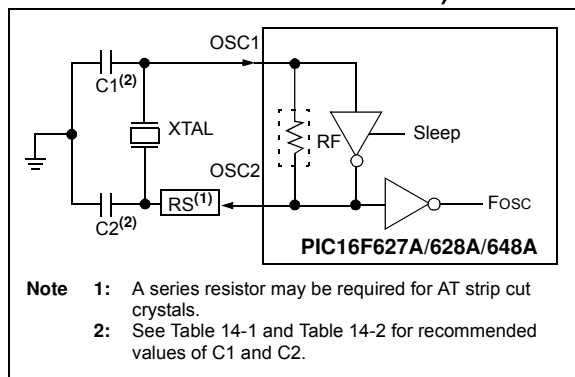 OSC1
C1(2)
XTAL
RF
Sleep
OSC2
RS(1)
FOSC
C2(2)
PIC16F627A/628A/648A
Note 1: A series resistor may be required for AT strip cut
crystals.
2: See Table 14-1 and Table 14-2 for recommended
values of C1 and C2.